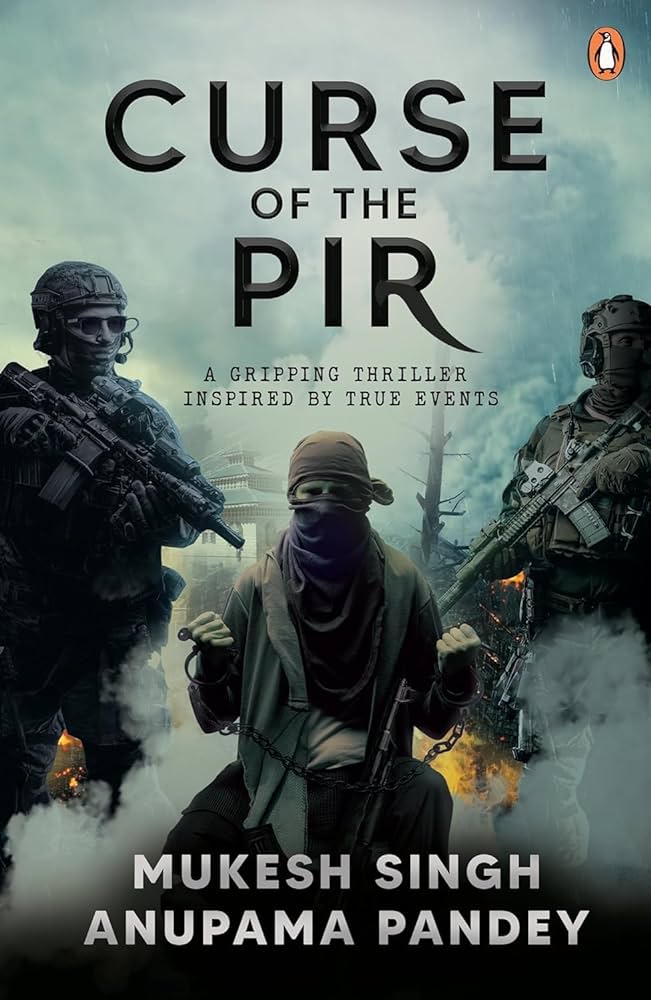 CURSE
OF THE
PIR
A GRIPPING THRILLER
INSPIRED BY TRUE EVENTS
MUKESH SINGH
ANUPAMA PANDEY